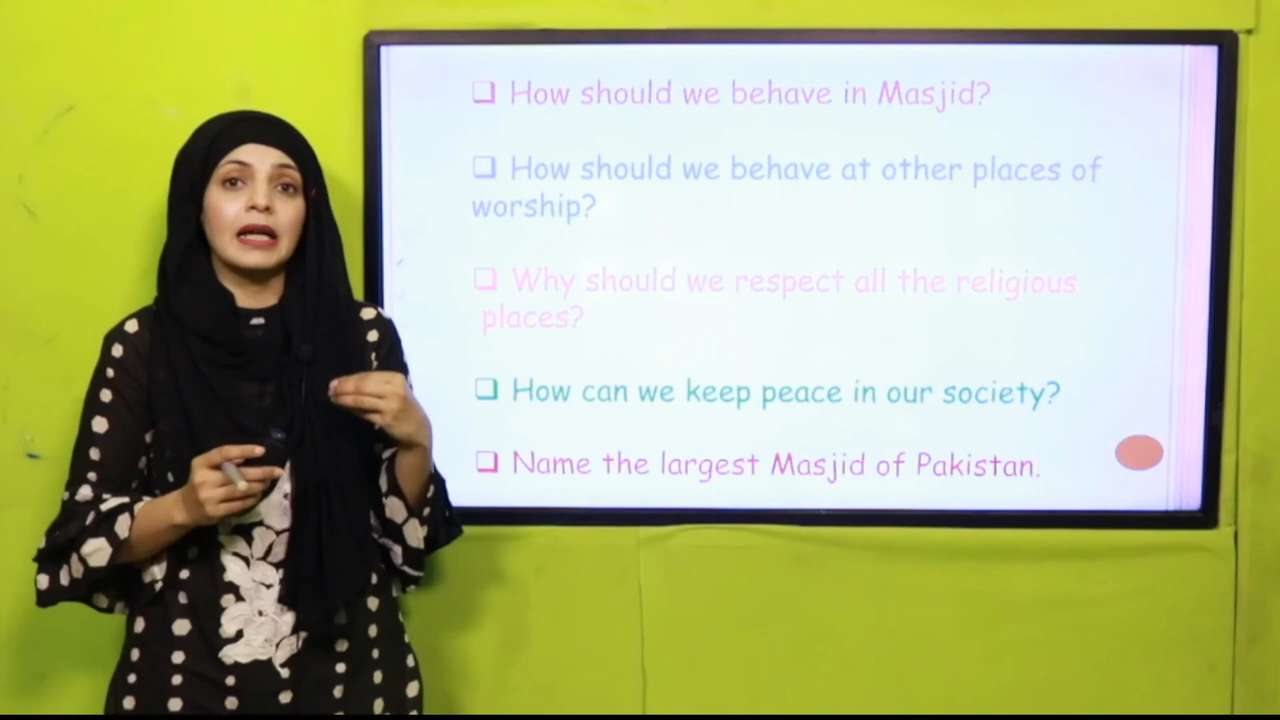 ❑ How should we behave in Masjid?
❑ How should we behave at other places of
worship?
❑ Why should we respect all the religious
places?
❑ How can we keep peace in our society?
❑ Name the largest Masjid of Pakistan.